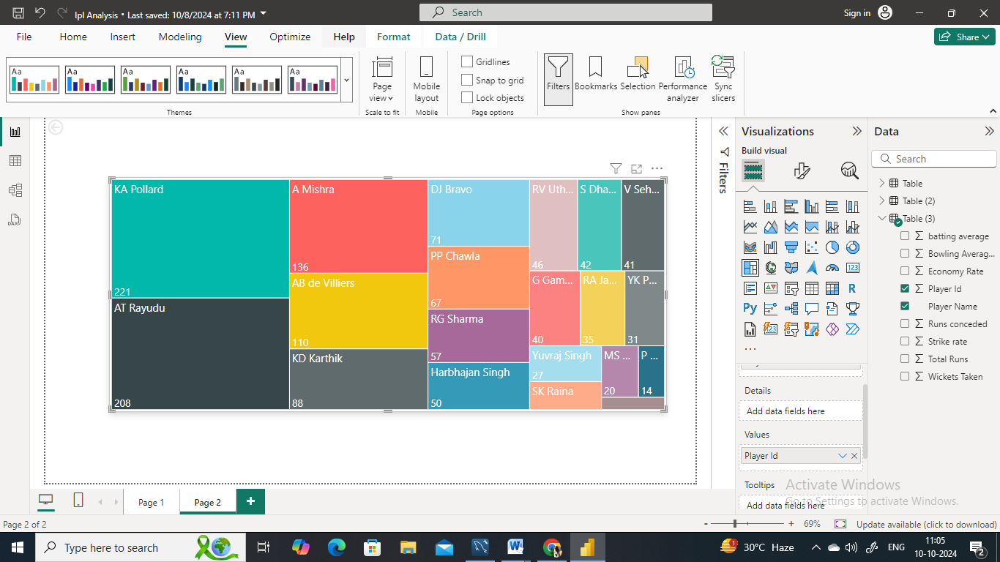 Ipl Analysis • Last saved: 10/8/2024 at 7:11 PM
Search
Sign in
File Home Insert Modeling View Optimize Help Format Data / Drill
Share
Aa Aa Aa Aa Aa Aa
Page view
Mobile layout
Gridlines
Snap to grid
Lock objects
Filters
Bookmarks
Selection
Performance analyzer
Sync slicers
Themes
Scale to fit
Mobile
Page options
Show panes
KA Pollard
221
AT Rayudu
208
A Mishra
136
AB de Villiers
110
KD Karthik
88
DJ Bravo
71
PP Chawla
67
RG Sharma
57
Harbhajan Singh
50
RV Uth...
46
S Dha...
42
V Seh...
41
G Gam...
40
RA Ja...
35
YK P...
31
Yuvraj Singh
27
SK Raina
MS ...
20
P ...
14
Filters
Visualizations
Build visual
123
R
Py
123
...
Details
Add data fields here
Values
Player Id
Tooltips
Add data fields here
Data
Search
Table
Table (2)
Table (3)
batting average
Bowling Averag...
Economy Rate
Player Id
Player Name
Runs conceded
Strike rate
Total Runs
Wickets Taken
Activate Windows
Go to Settings to activate Windows.
DAX
Page 1
Page 2
+
Page 2 of 2
- + 69%
Update available (click to download)
Type here to search
W
1
30°C Haze
ENG
11:05
10-10-2024
2